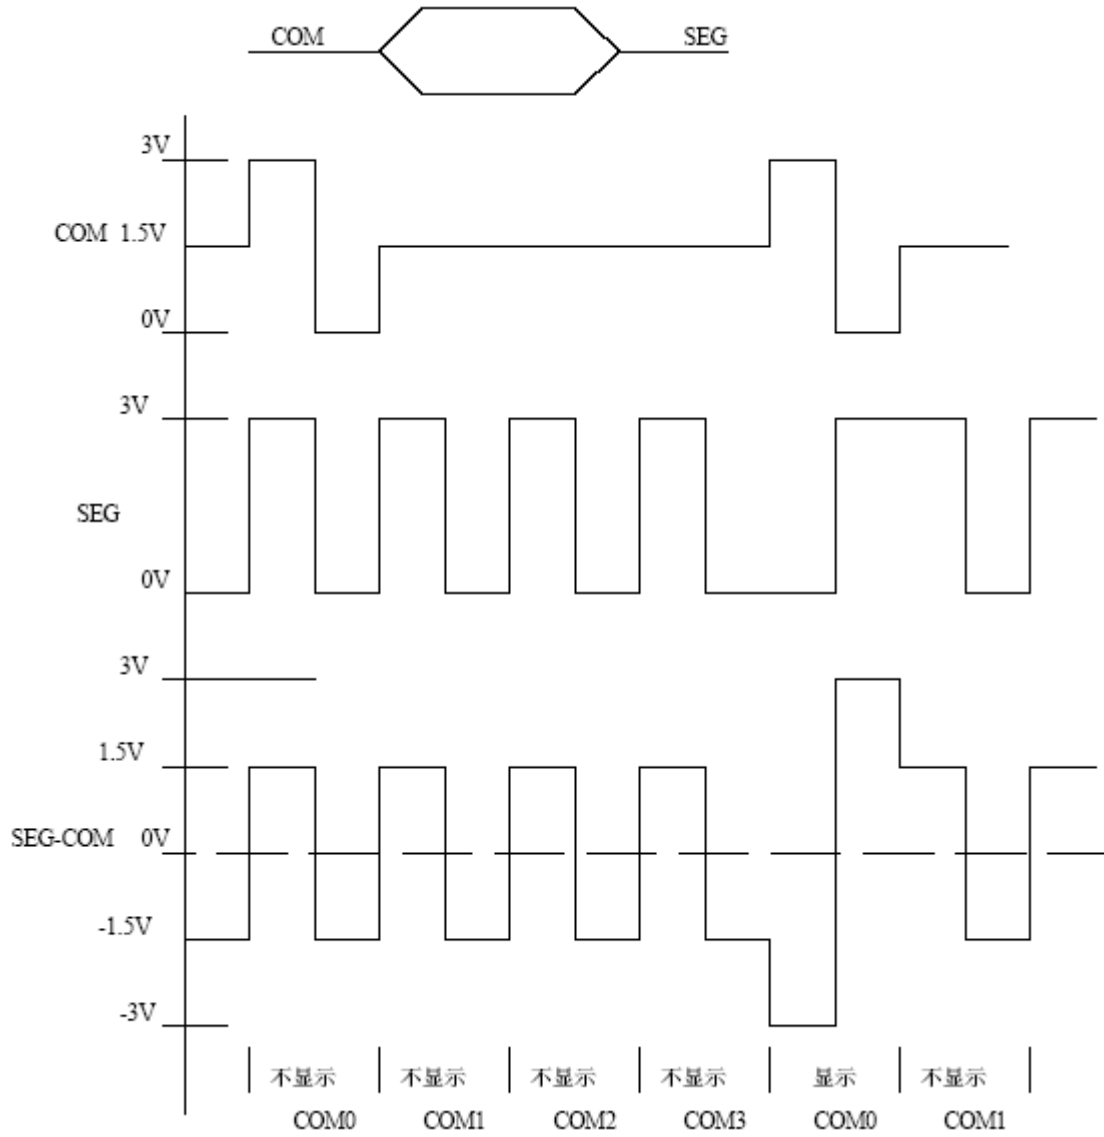 COM SEG
3V
COM 1.5V
0V
3V
SEG
0V
3V
1.5V
SEG-COM 0V
-1.5V
-3V
不显示 不显示 不显示 不显示 显示 不显示
COM0 COM1 COM2 COM3 COM0 COM1